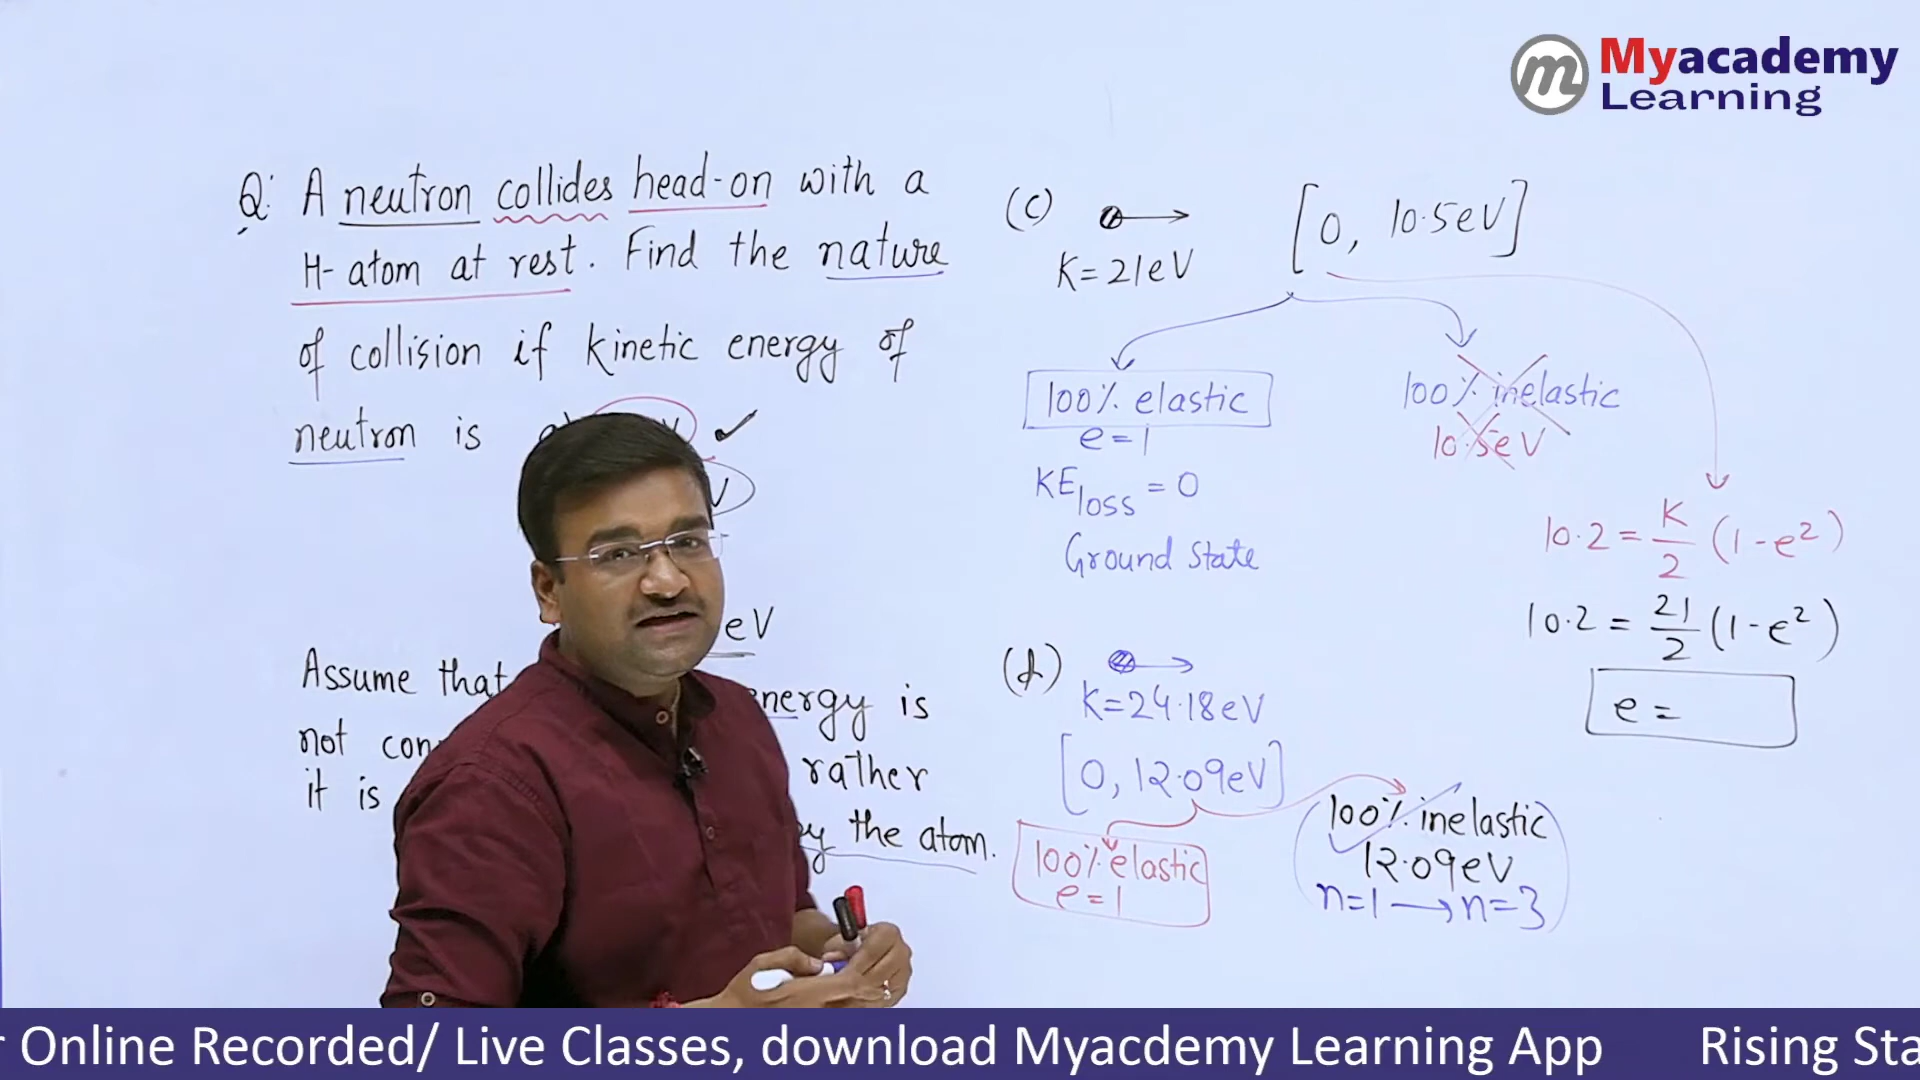 Myacademy
Learning
Q: A neutron collides head-on with a
H-atom at rest. Find the nature
of collision if kinetic energy of
neutron is
eV
Assume that energy is
not rather
it is by the atom.
(c) K=21eV [0, 10.5eV]
100% elastic
e=1
KE loss = 0
Ground State
100% inelastic
10.5eV
10.2 = K/2 (1-e²)
10.2 = 21/2 (1-e²)
e =
(d) K=24.18eV
[0, 12.09eV]
100% elastic
e=1
100% inelastic
12.09eV
n=1 → n=3
Online Recorded/ Live Classes, download Myacdemy Learning App Rising